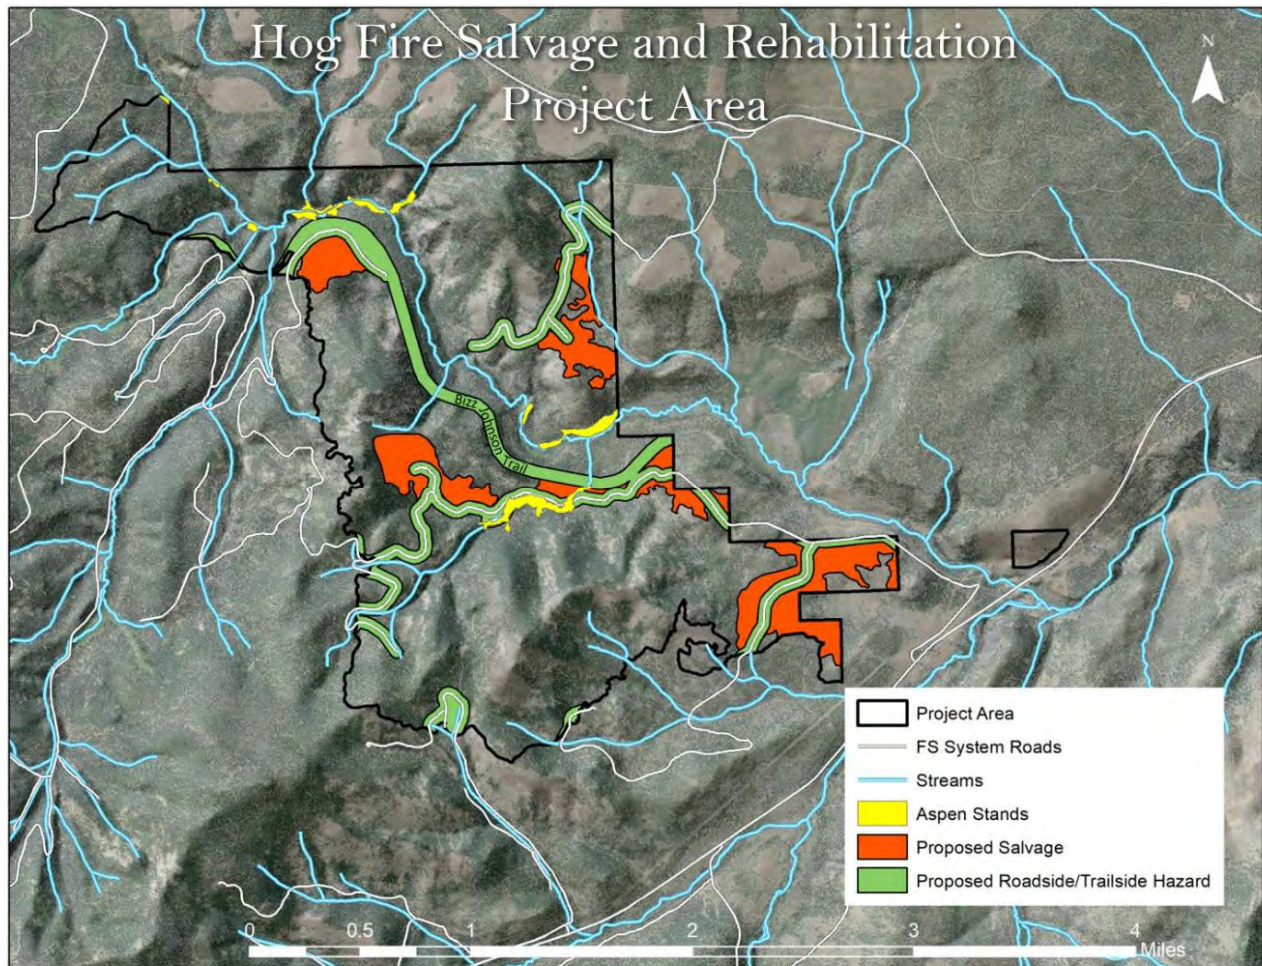 Hog Fire Salvage and Rehabilitation
Project Area
N
Bizz Johnson Trail
Project Area
FS System Roads
Streams
Aspen Stands
Proposed Salvage
Proposed Roadside/Trailside Hazard
0 0.5 1 2 3 4
Miles